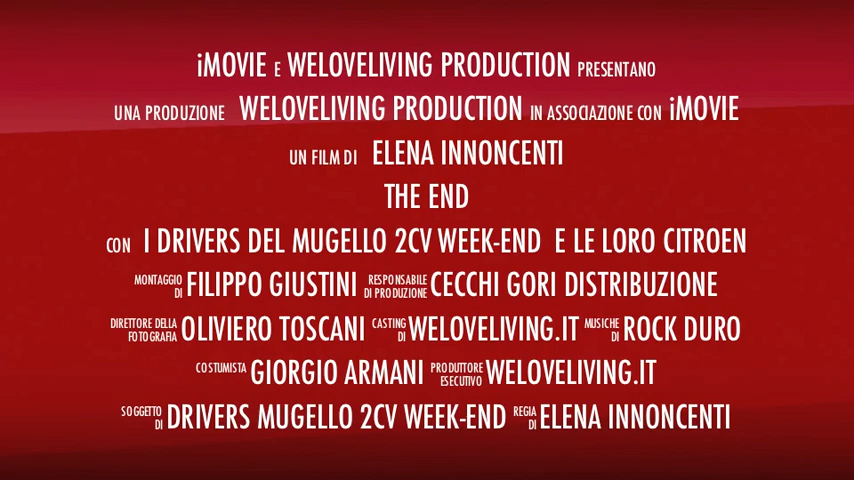 iMOVIE E WELOVELIVING PRODUCTION PRESENTANO
UNA PRODUZIONE WELOVELIVING PRODUCTION IN ASSOCIAZIONE CON iMOVIE
UN FILM DI ELENA INNONCENTI
THE END
CON I DRIVERS DEL MUGELLO 2CV WEEK-END E LE LORO CITROEN
MONTAGGIO DI FILIPPO GIUSTINI RESPONSABILE DI PRODUZIONE CECCHI GORI DISTRIBUZIONE
DIRETTORE DELLA FOTOGRAFIA OLIVIERO TOSCANI CASTING DI WELOVELIVING.IT MUSICHE DI ROCK DURO
COSTUMISTA GIORGIO ARMANI PRODUTTORE ESECUTIVO WELOVELIVING.IT
SOGGETTO DI DRIVERS MUGELLO 2CV WEEK-END REGIA DI ELENA INNONCENTI